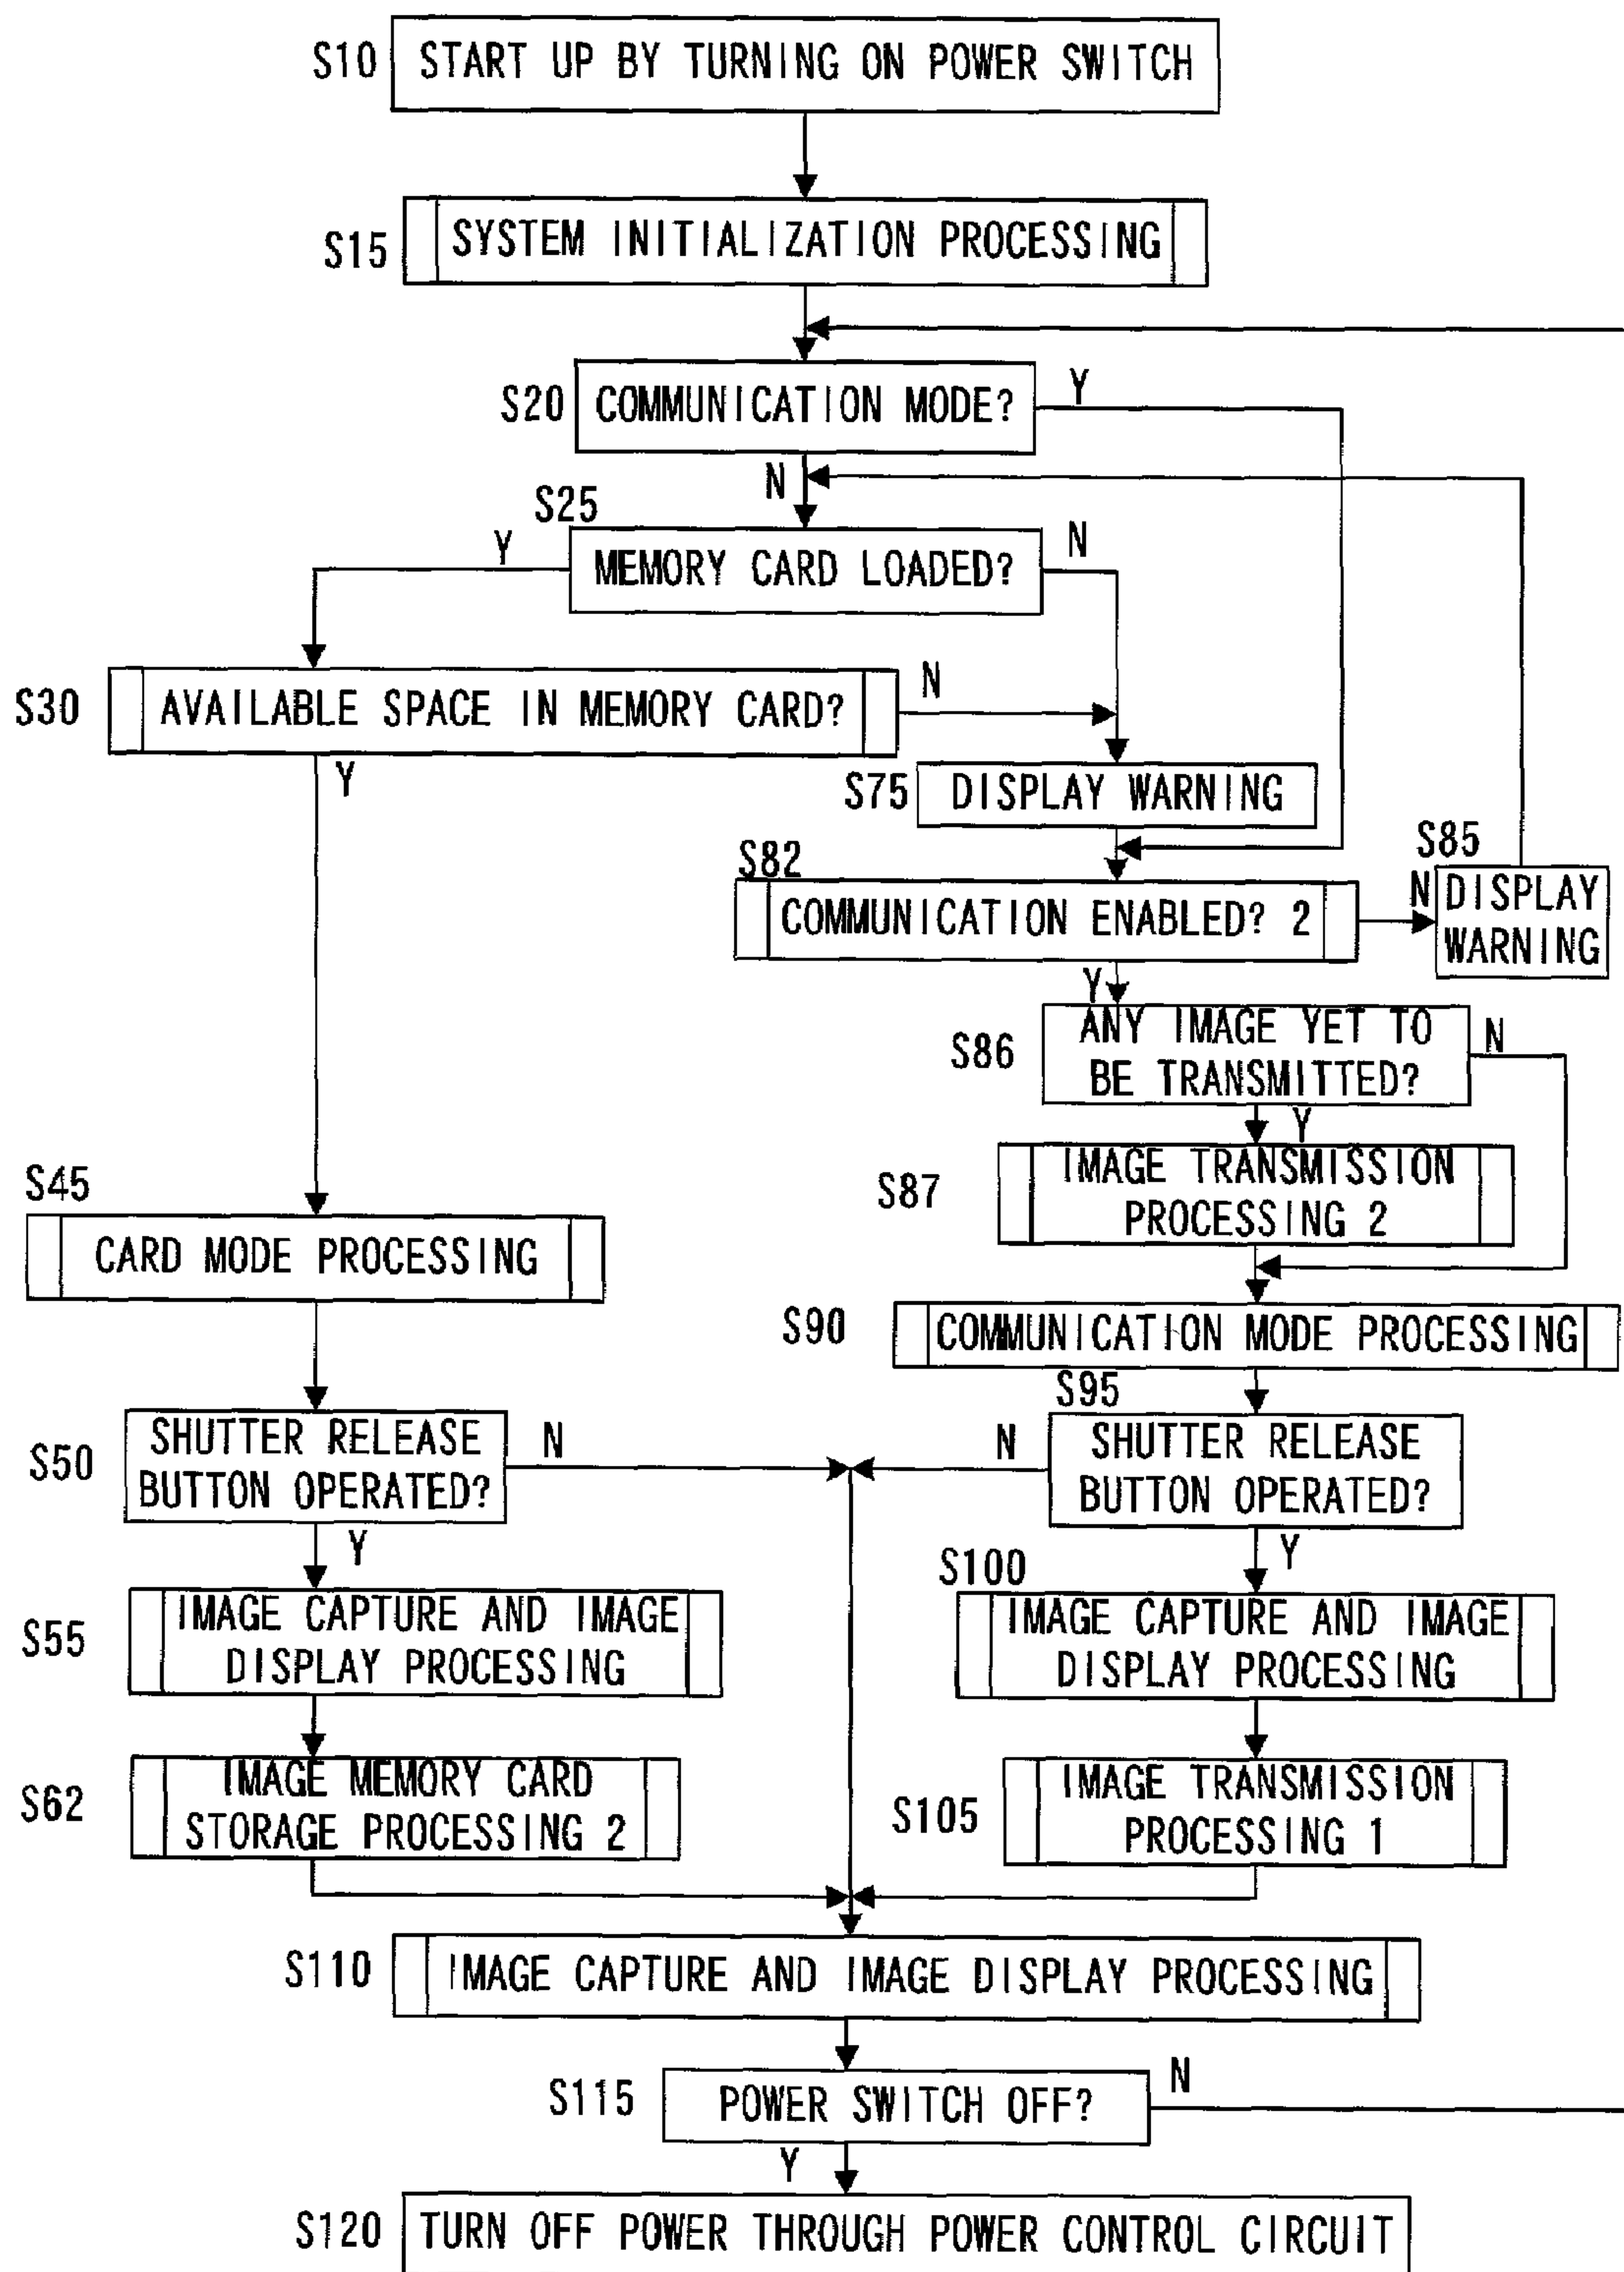 S10 START UP BY TURNING ON POWER SWITCH
S15 SYSTEM INITIALIZATION PROCESSING
S20 COMMUNICATION MODE? Y
N
S25
Y MEMORY CARD LOADED? N
S30 AVAILABLE SPACE IN MEMORY CARD? N
Y
S75 DISPLAY WARNING
S82
COMMUNICATION ENABLED? 2
N
S85
DISPLAY
WARNING
Y
S86
ANY IMAGE YET TO
BE TRANSMITTED?
N
Y
S87
IMAGE TRANSMISSION
PROCESSING 2
S45
CARD MODE PROCESSING
S90 COMMUNICATION MODE PROCESSING
S50
SHUTTER RELEASE
BUTTON OPERATED?
N
Y
S95
SHUTTER RELEASE
BUTTON OPERATED?
N
Y
S55
IMAGE CAPTURE AND IMAGE
DISPLAY PROCESSING
S100
IMAGE CAPTURE AND IMAGE
DISPLAY PROCESSING
S62
IMAGE MEMORY CARD
STORAGE PROCESSING 2
S105
IMAGE TRANSMISSION
PROCESSING 1
S110 IMAGE CAPTURE AND IMAGE DISPLAY PROCESSING
S115 POWER SWITCH OFF? N
Y
S120 TURN OFF POWER THROUGH POWER CONTROL CIRCUIT